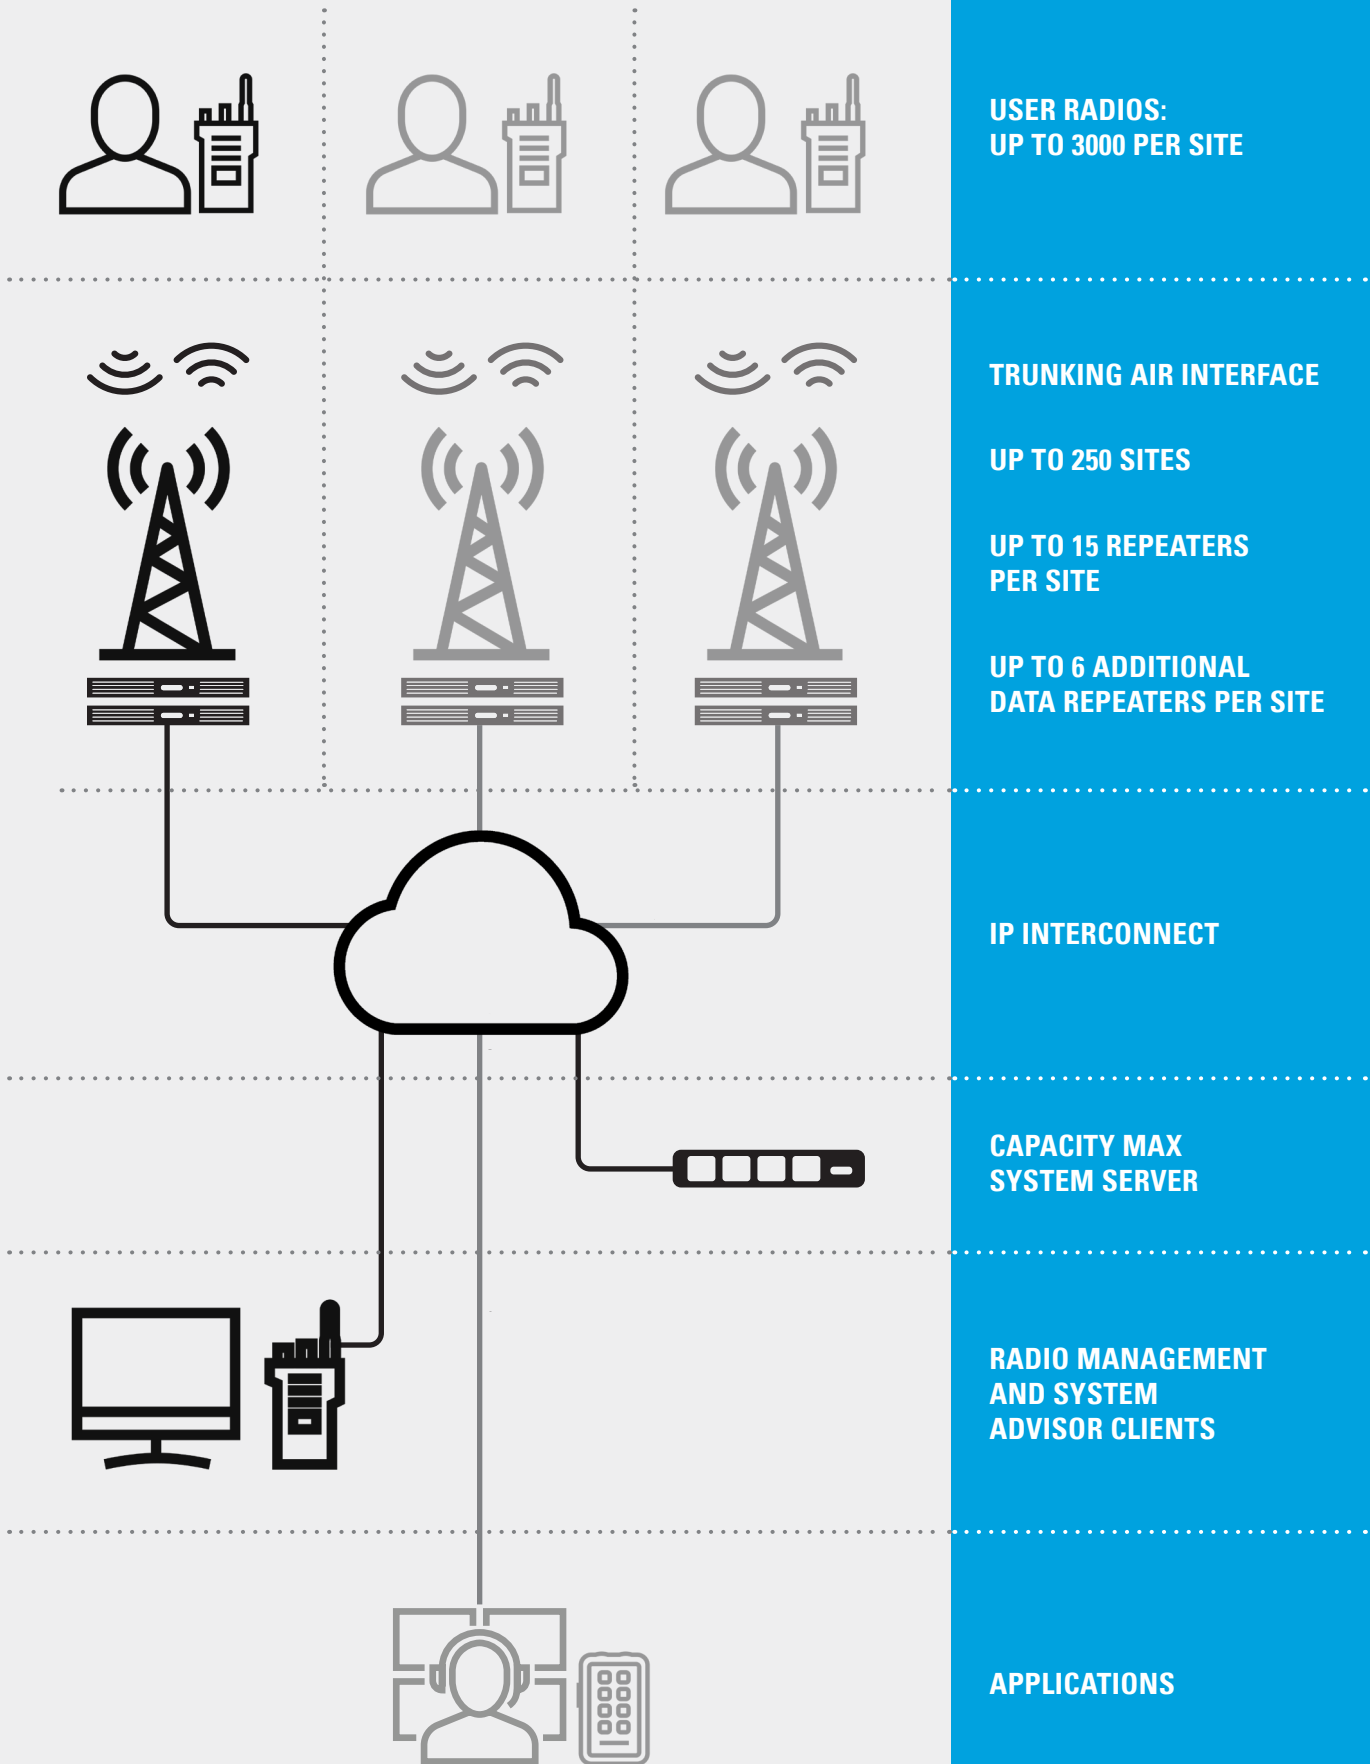 USER RADIOS:
UP TO 3000 PER SITE
TRUNKING AIR INTERFACE
UP TO 250 SITES
UP TO 15 REPEATERS
PER SITE
UP TO 6 ADDITIONAL
DATA REPEATERS PER SITE
IP INTERCONNECT
CAPACITY MAX
SYSTEM SERVER
RADIO MANAGEMENT
AND SYSTEM
ADVISOR CLIENTS
APPLICATIONS